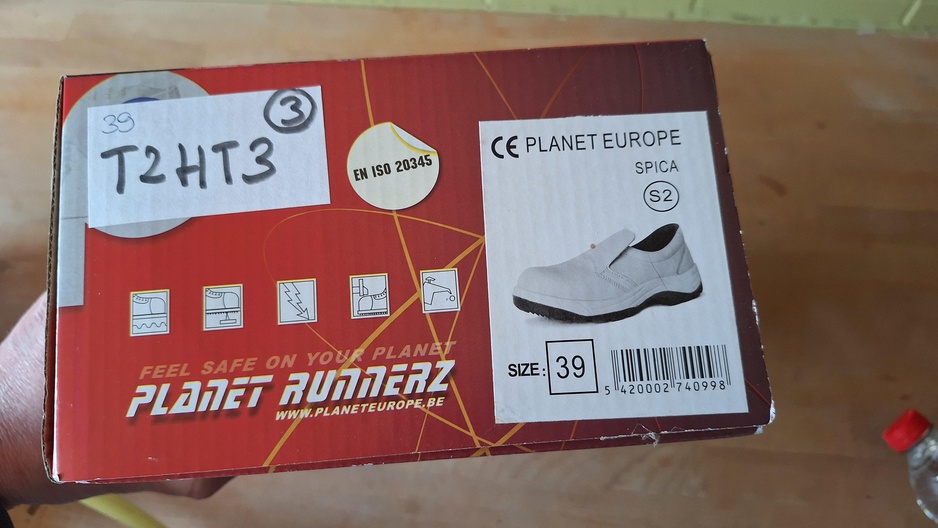 39
3
T2HT3
EN ISO 20345
CE PLANET EUROPE
SPICA
S2
FEEL SAFE ON YOUR PLANET
PLANET RUNNERZ
WWW.PLANETEUROPE.BE
SIZE: 39
5 420002 740998